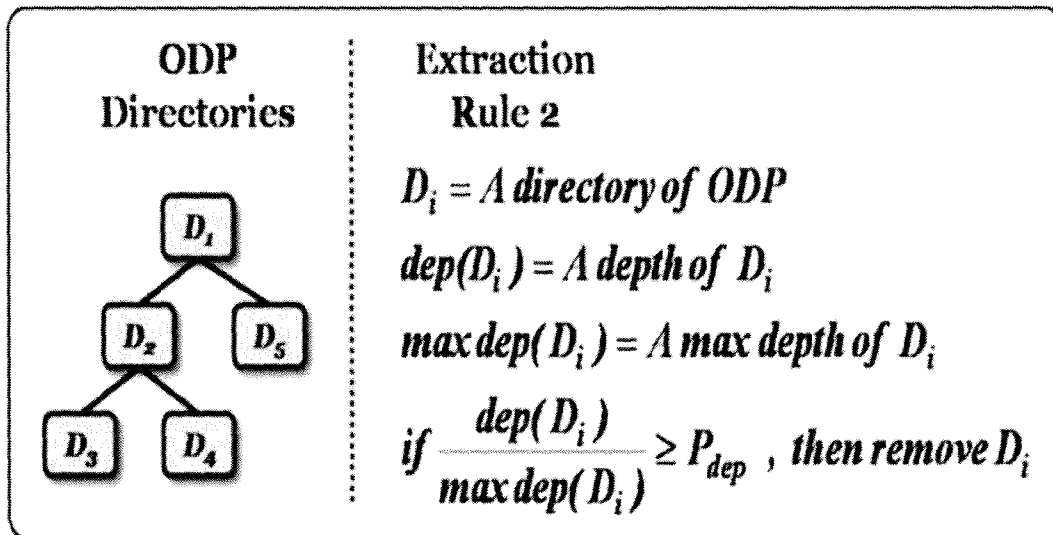 ODP
Directories
D₁
D₂
D₅
D₃
D₄
Extraction
Rule 2
Dᵢ = A directory of ODP
dep(Dᵢ) = A depth of Dᵢ
max dep(Dᵢ) = A max depth of Dᵢ
if dep(Dᵢ) / max dep(Dᵢ) ≥ P_dep , then remove Dᵢ